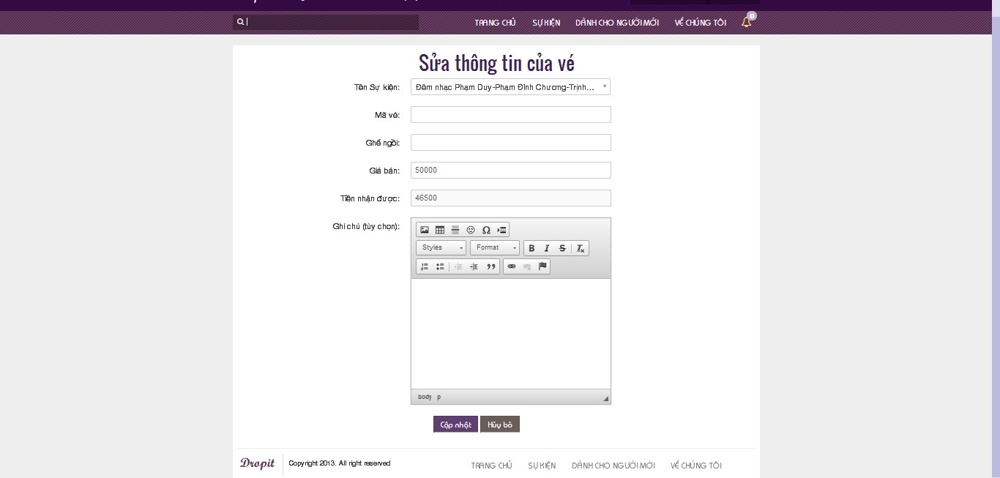 0
TRANG CHỦ SỰ KIỆN DÀNH CHO NGƯỜI MỚI VỀ CHÚNG TÔI
Sửa thông tin của vé
Tên Sự kiện: Đêm nhạc Phạm Duy-Phạm Đình Chương-Trịnh...
Mã vé:
Ghế ngồi:
Giá bán: 50000
Tiền nhận được: 46500
Ghi chú (tùy chọn):
Styles Format B I S Tx
body p
Cập nhật Hủy bỏ
Dropit Copyright 2013. All right reserved TRANG CHỦ SỰ KIỆN DÀNH CHO NGƯỜI MỚI VỀ CHÚNG TÔI